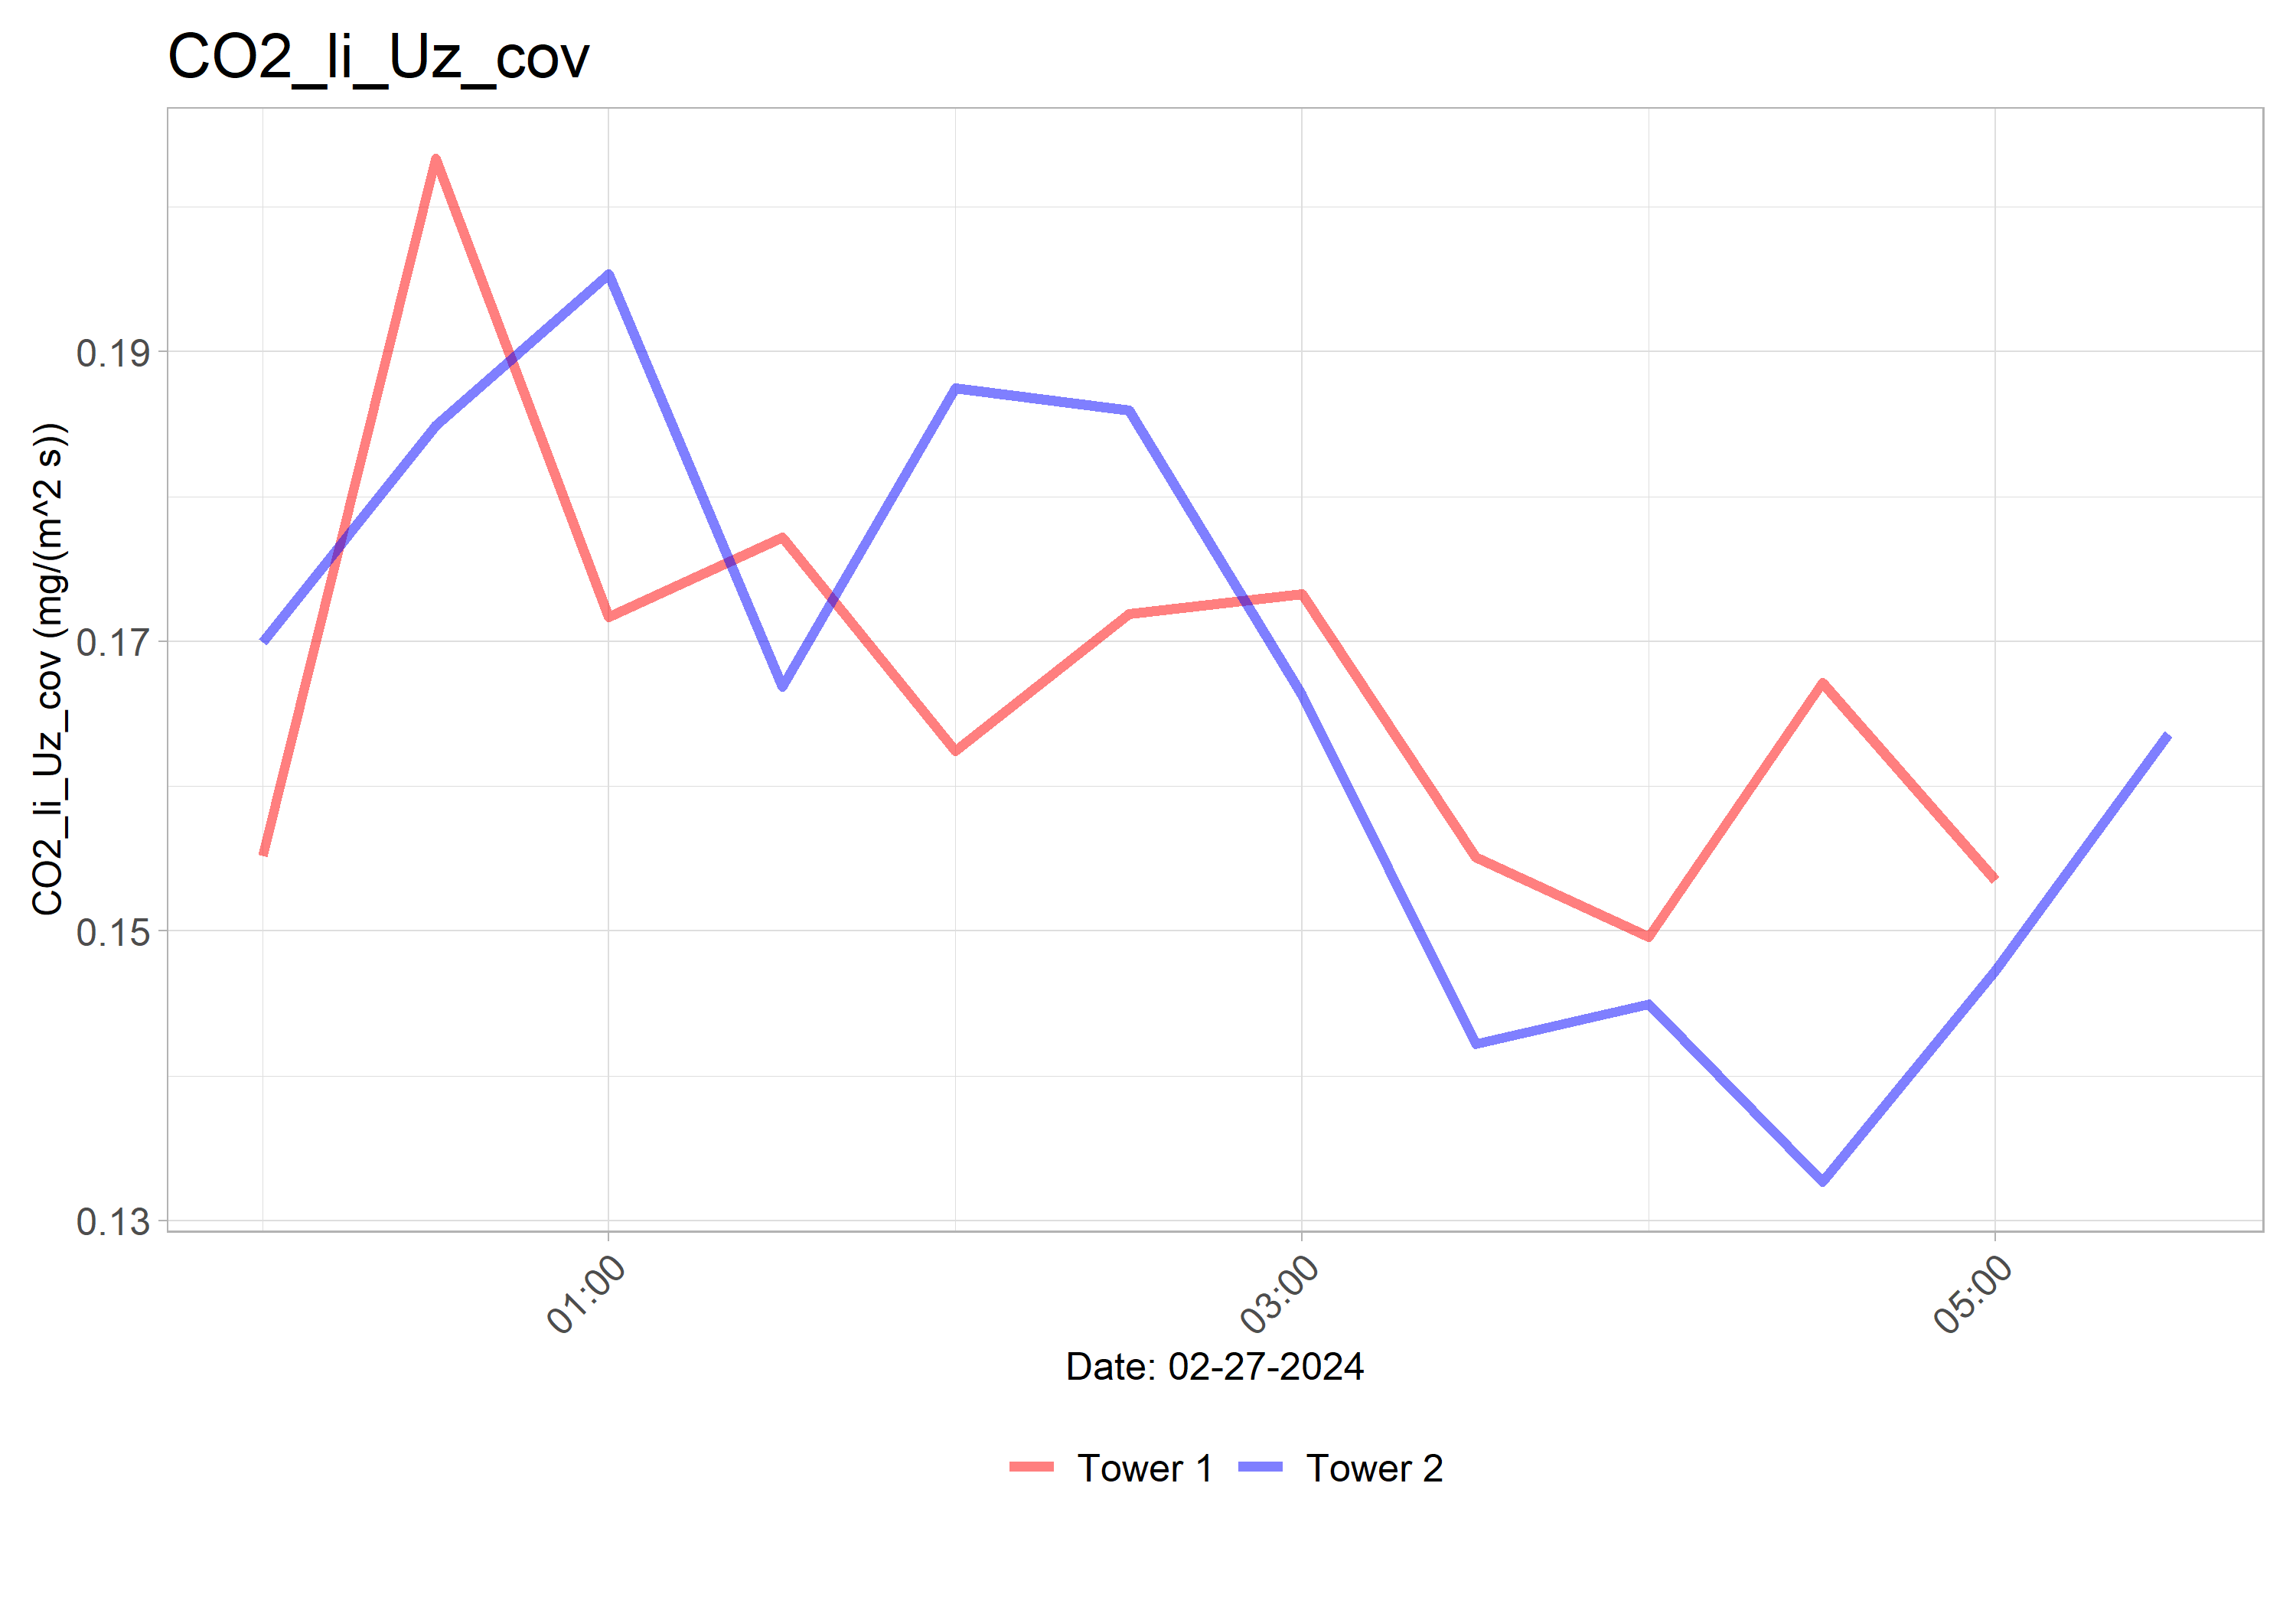 CO2_li_Uz_cov
CO2_li_Uz_cov (mg/(m^2 s))
0.19
0.17
0.15
0.13
01:00
03:00
05:00
Date: 02-27-2024
Tower 1
Tower 2